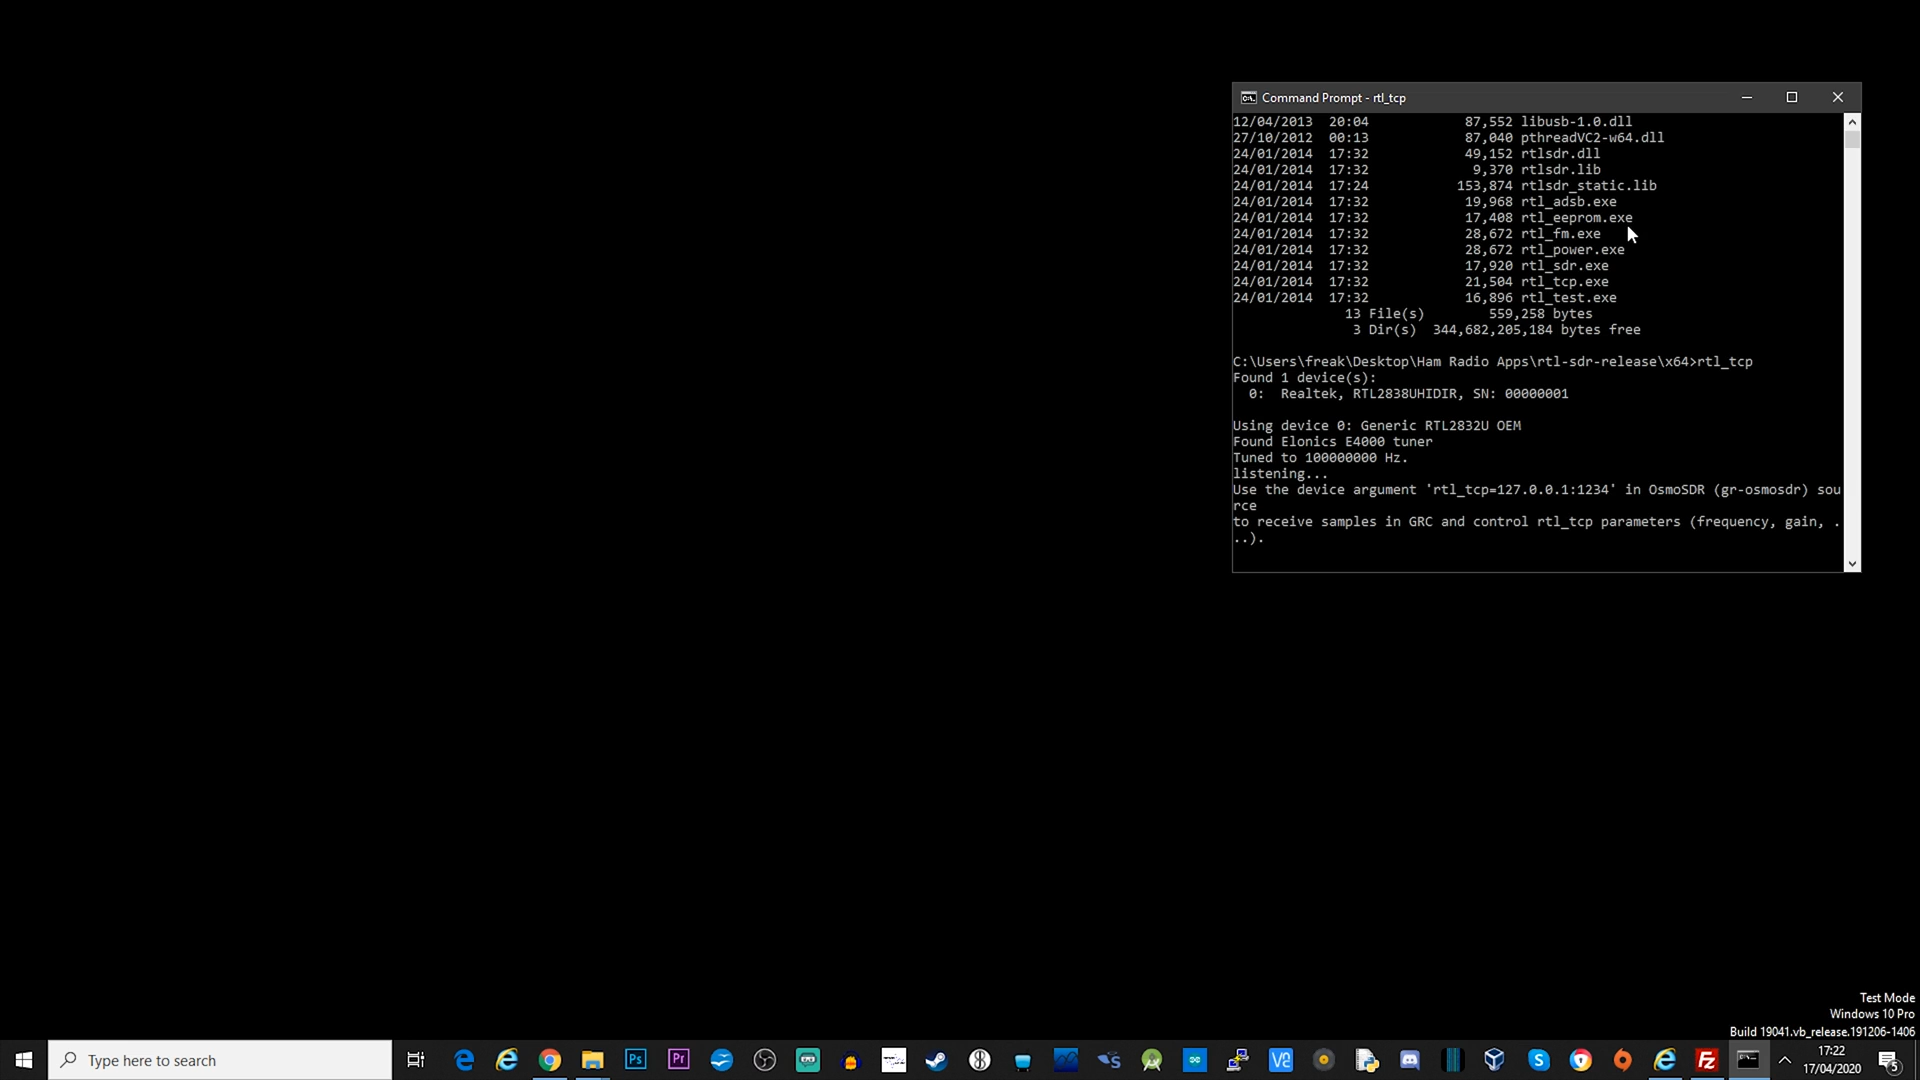 Command Prompt - rtl_tcp
12/04/2013  20:04            87,552 libusb-1.0.dll
27/10/2012  00:13            87,040 pthreadVC2-w64.dll
24/01/2014  17:32            49,152 rtlsdr.dll
24/01/2014  17:32             9,370 rtlsdr.lib
24/01/2014  17:24           153,874 rtlsdr_static.lib
24/01/2014  17:32            19,968 rtl_adsb.exe
24/01/2014  17:32            17,408 rtl_eeprom.exe
24/01/2014  17:32            28,672 rtl_fm.exe
24/01/2014  17:32            28,672 rtl_power.exe
24/01/2014  17:32            17,920 rtl_sdr.exe
24/01/2014  17:32            21,504 rtl_tcp.exe
24/01/2014  17:32            16,896 rtl_test.exe
13 File(s)        559,258 bytes
3 Dir(s)  344,682,205,184 bytes free
C:\Users\freak\Desktop\Ham Radio Apps\rtl-sdr-release\x64>rtl_tcp
Found 1 device(s):
0:  Realtek, RTL2838UHIDIR, SN: 00000001
Using device 0: Generic RTL2832U OEM
Found Elonics E4000 tuner
Tuned to 100000000 Hz.
listening...
Use the device argument 'rtl_tcp=127.0.0.1:1234' in OsmoSDR (gr-osmosdr) sou
rce
to receive samples in GRC and control rtl_tcp parameters (frequency, gain, .
..).
Test Mode
Windows 10 Pro
Build 19041.vb_release.191206-1406
Type here to search
Ps
Pr
Fz
17:22
17/04/2020
5